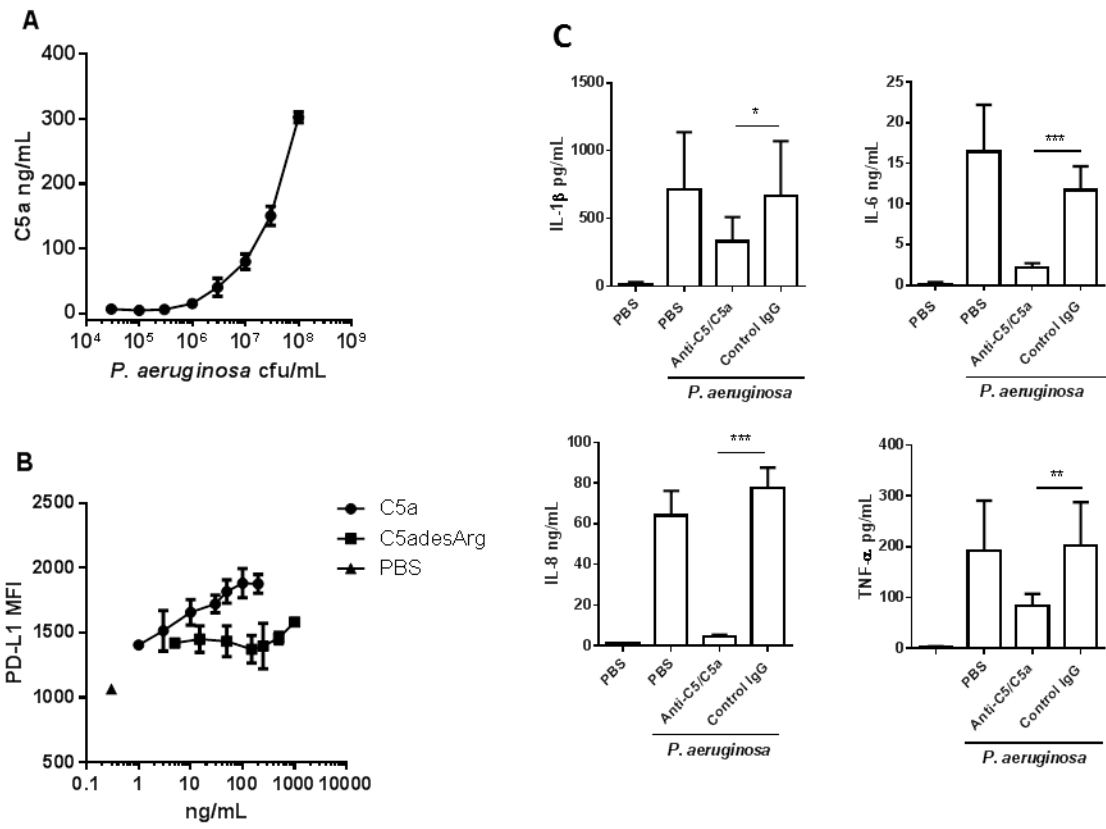 A
400
300
200
100
0
C5a ng/mL
10⁴ 10⁵ 10⁶ 10⁷ 10⁸ 10⁹
P. aeruginosa cfu/mL
B
2500
2000
1500
1000
500
PD-L1 MFI
0.1 1 10 100 1000 10000
ng/mL
C5a
C5adesArg
PBS
C
1500
1000
500
0
IL-1β pg/mL
*
PBS PBS Anti-C5/C5a Control IgG
P. aeruginosa
25
20
15
10
5
0
IL-6 ng/mL
***
PBS PBS Anti-C5/C5a Control IgG
P. aeruginosa
100
80
60
40
20
0
IL-8 ng/mL
***
PBS PBS Anti-C5/C5a Control IgG
P. aeruginosa
400
300
200
100
0
TNF-α pg/mL
**
PBS PBS Anti-C5/C5a Control IgG
P. aeruginosa